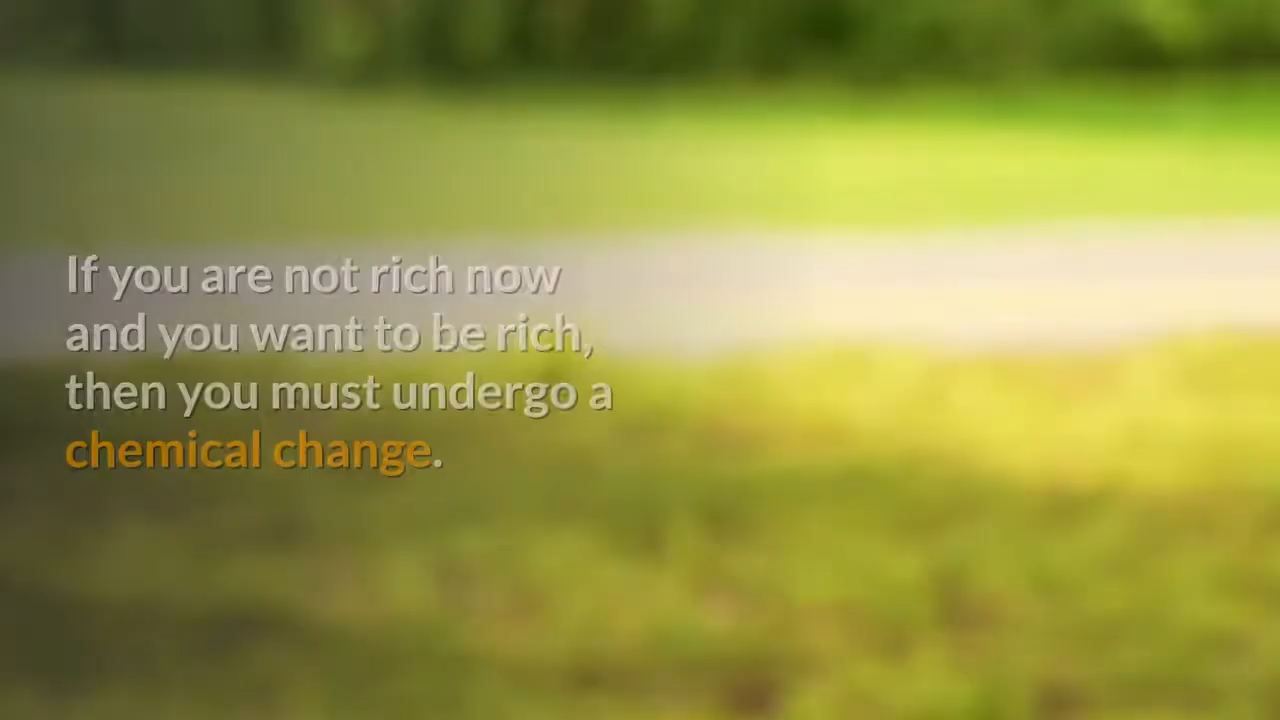 If you are not rich now
and you want to be rich,
then you must undergo a
chemical change.